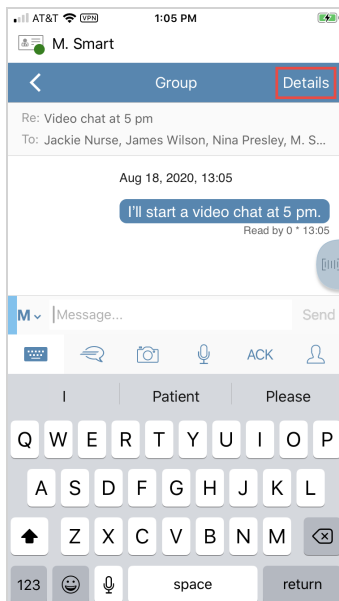 AT&T VPN 1:05 PM
M. Smart
Group Details
Re: Video chat at 5 pm
To: Jackie Nurse, James Wilson, Nina Presley, M. S...
Aug 18, 2020, 13:05
I'll start a video chat at 5 pm.
Read by 0 * 13:05
M Message... Send
ACK
I Patient Please
Q W E R T Y U I O P
A S D F G H J K L
Z X C V B N M
123 space return